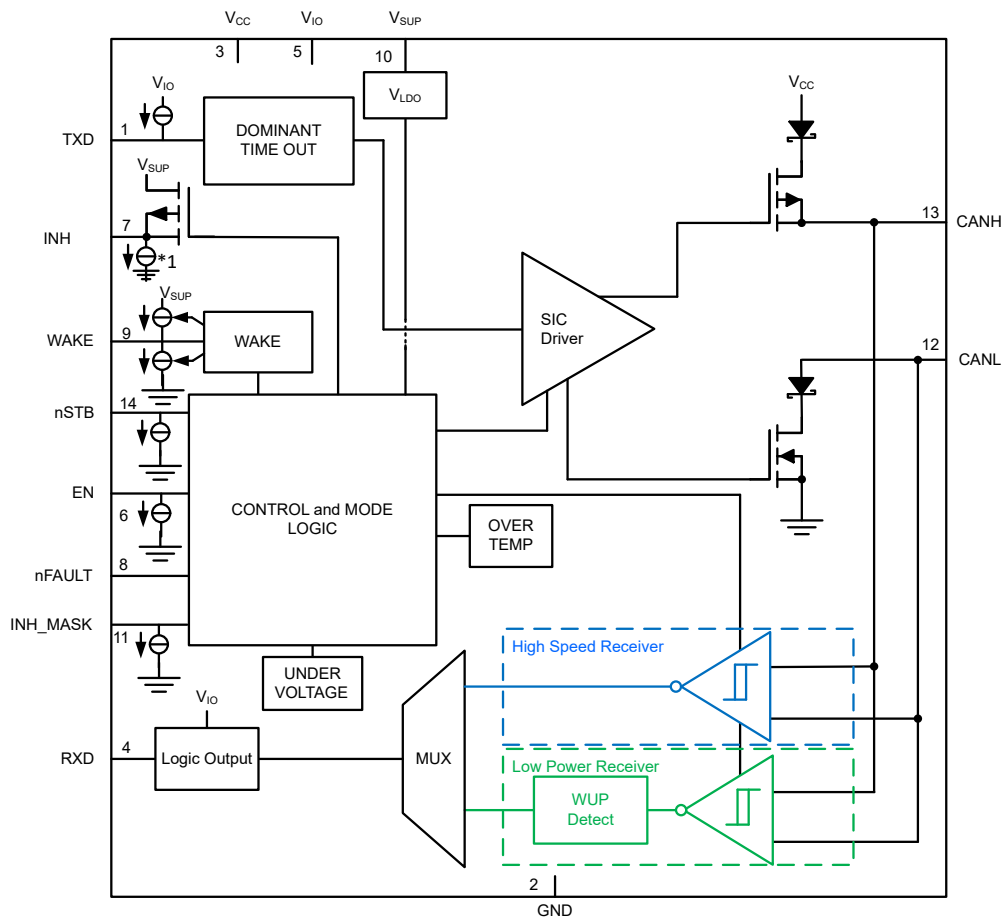 VCC
VIO
VSUP
3
5
10
VLDO
VIO
VCC
TXD
1
DOMINANT
TIME OUT
VSUP
INH
7
*1
13
CANH
VSUP
WAKE
9
WAKE
SIC
Driver
12
CANL
nSTB
14
EN
6
CONTROL and MODE
LOGIC
OVER
TEMP
nFAULT
8
INH_MASK
11
UNDER
VOLTAGE
High Speed Receiver
VIO
RXD
4
Logic Output
MUX
Low Power Receiver
WUP
Detect
2
GND